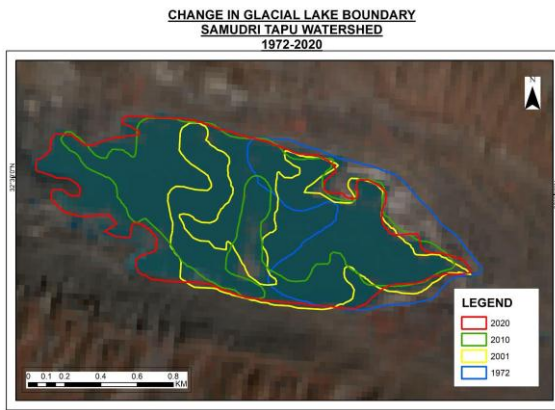 CHANGE IN GLACIAL LAKE BOUNDARY
SAMUDRI TAPU WATERSHED
1972-2020
N
LEGEND
2020
2010
2001
1972
0 0.1 0.2 0.4 0.6 0.8
KM